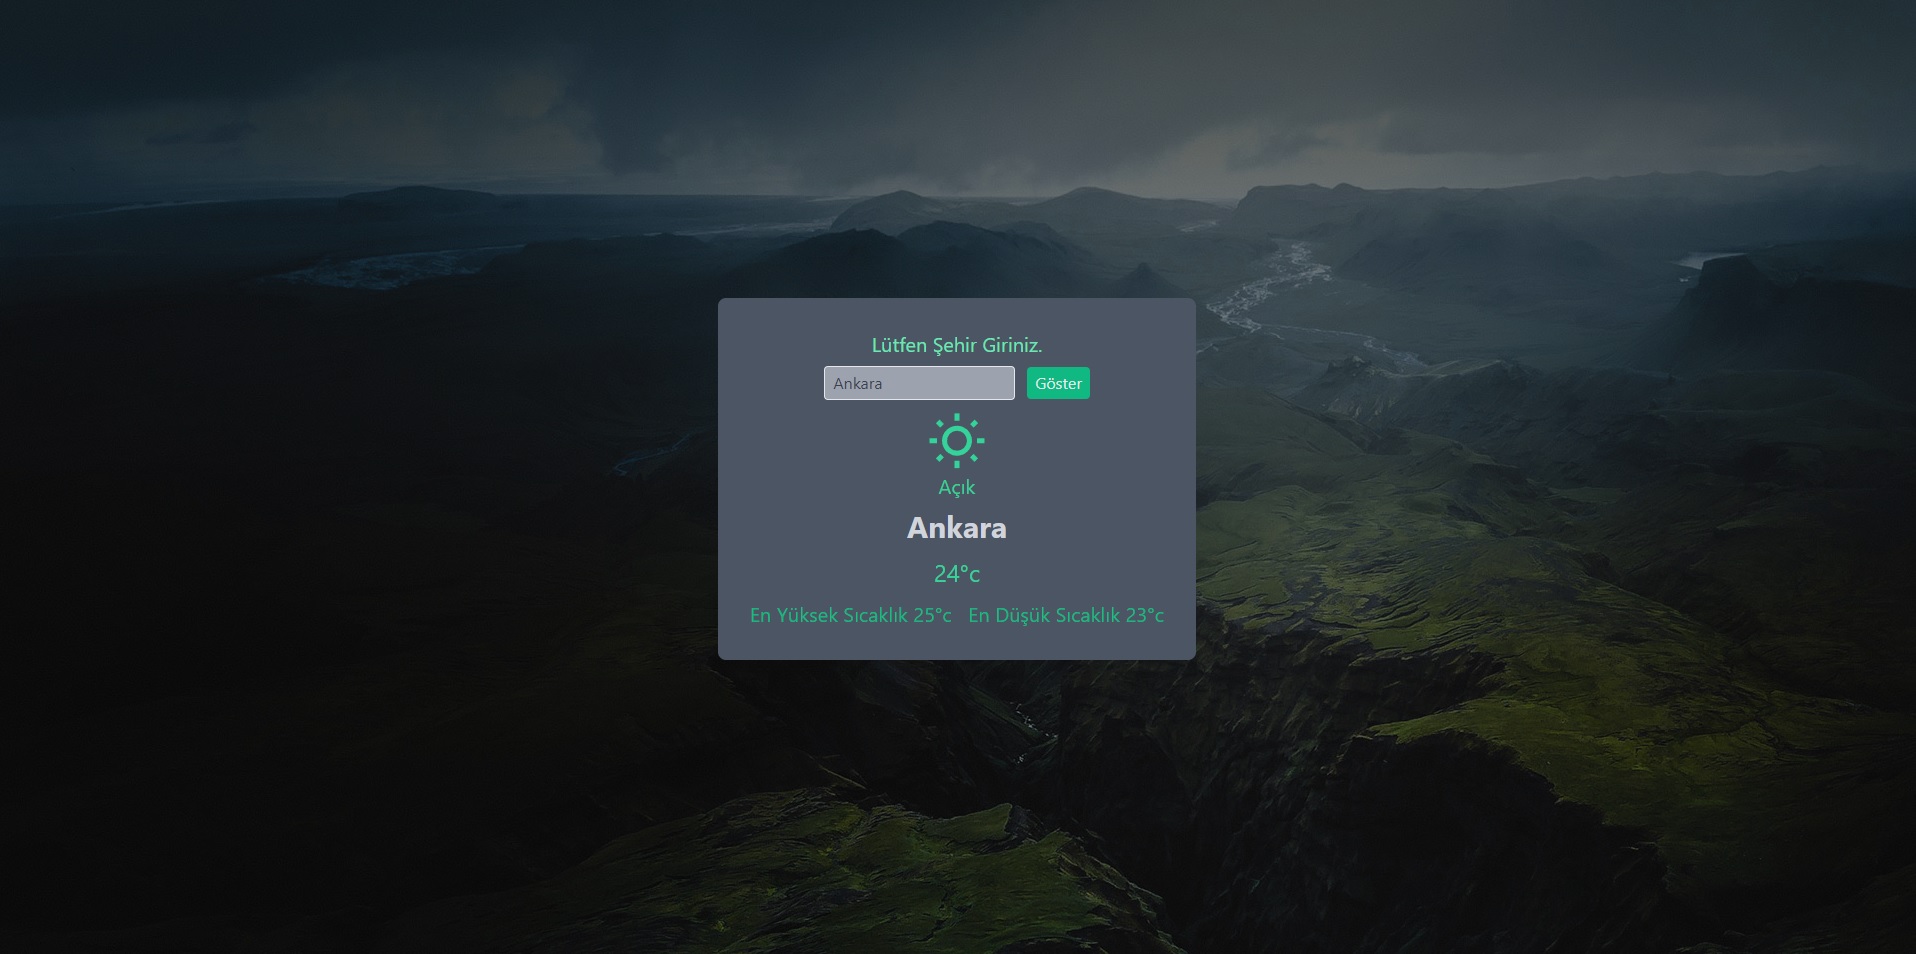 Lütfen Şehir Giriniz.
Ankara Göster
Açık
Ankara
24°c
En Yüksek Sıcaklık 25°c En Düşük Sıcaklık 23°c